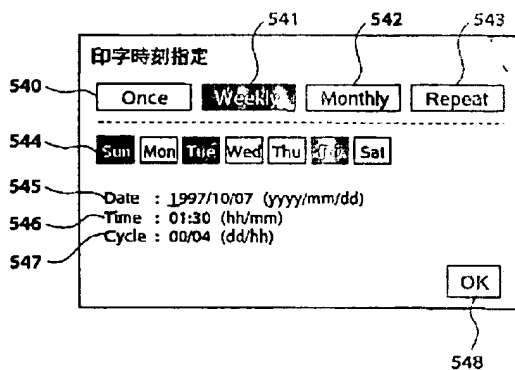 541 542 543
印字時刻指定
540 Once Weekly Monthly Repeat
544 Sun Mon Tue Wed Thu Fri Sat
545 Date : 1997/10/07 (yyyy/mm/dd)
546 Time : 01:30 (hh/mm)
547 Cycle : 00/04 (dd/hh)
OK
548